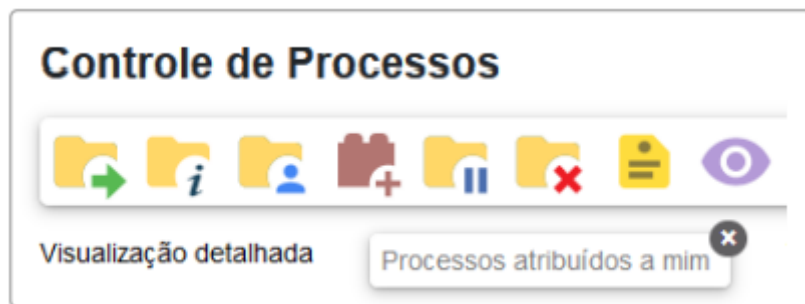 Controle de Processos
Visualização detalhada
Processos atribuídos a mim